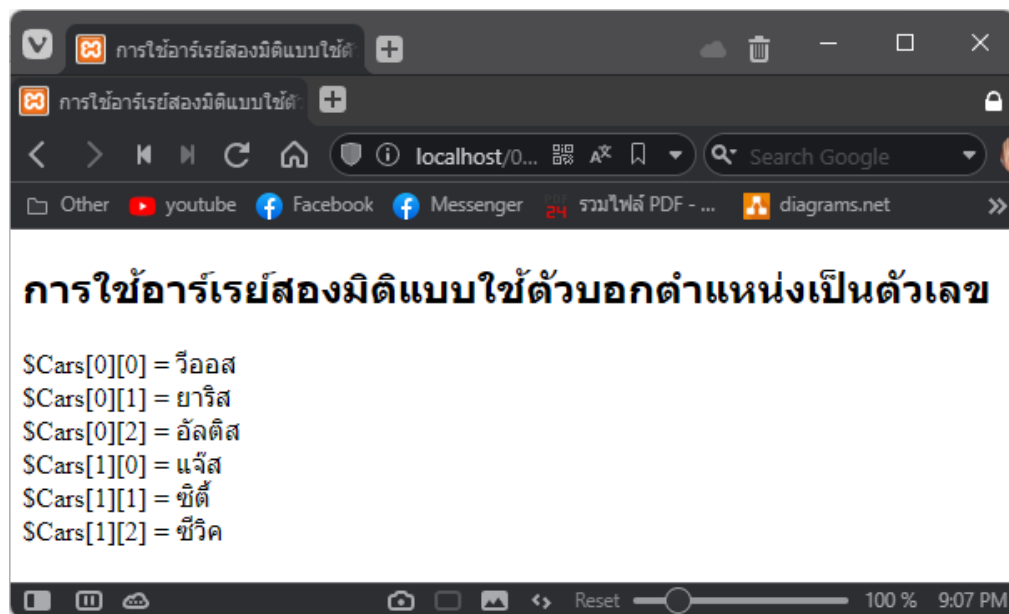 การใช้อาร์เรย์สองมิติแบบใช้ตั
การใช้อาร์เรย์สองมิติแบบใช้ตั
localhost/0... Search Google
Other youtube Facebook Messenger PDF 24 รวมไฟล์ PDF - ... diagrams.net
การใช้อาร์เรย์สองมิติแบบใช้ตัวบอกตำแหน่งเป็นตัวเลข
$Cars[0][0] = วีออส
$Cars[0][1] = ยาริส
$Cars[0][2] = อัลติส
$Cars[1][0] = แจ๊ส
$Cars[1][1] = ซิตี้
$Cars[1][2] = ซีวิค
Reset 100 % 9:07 PM